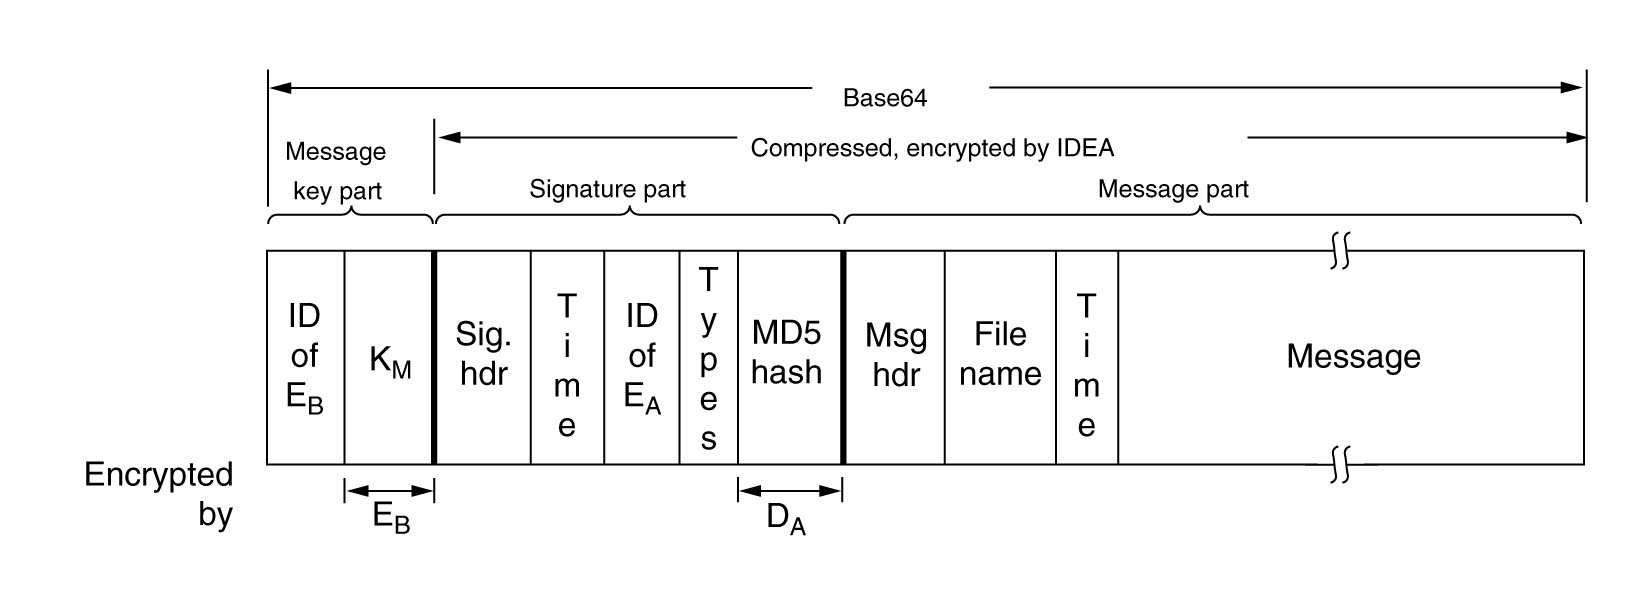 Base64
Compressed, encrypted by IDEA
Message
key part
Signature part
Message part
ID
of
E_B
K_M
Sig.
hdr
Time
ID
of
E_A
Types
MD5
hash
Msg
hdr
File
name
Time
Message
Encrypted
by
E_B
D_A